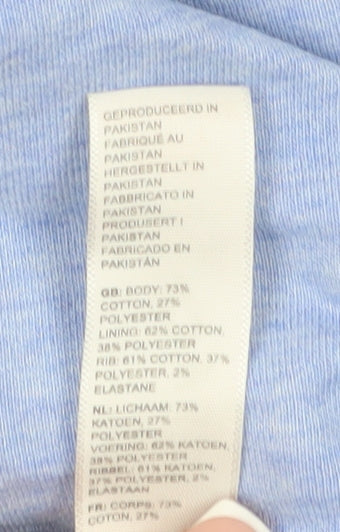 GEPRODUCEERD IN
PAKISTAN
FABRIQUÉ AU
PAKISTAN
HERGESTELLT IN
PAKISTAN
FABBRICATO IN
PAKISTAN
PRODUSERT I
PAKISTAN
FABRICADO EN
PAKISTÁN
GB: BODY: 73%
COTTON, 27%
POLYESTER
LINING: 62% COTTON,
38% POLYESTER
RIB: 61% COTTON, 37%
POLYESTER, 2%
ELASTANE
NL: LICHAAM: 73%
KATOEN, 27%
POLYESTER
VOERING: 62% KATOEN,
38% POLYESTER
RIBBEL: 61% KATOEN,
37% POLYESTER, 2%
ELASTAAN
FR: CORPS: 73%
COTON, 27%